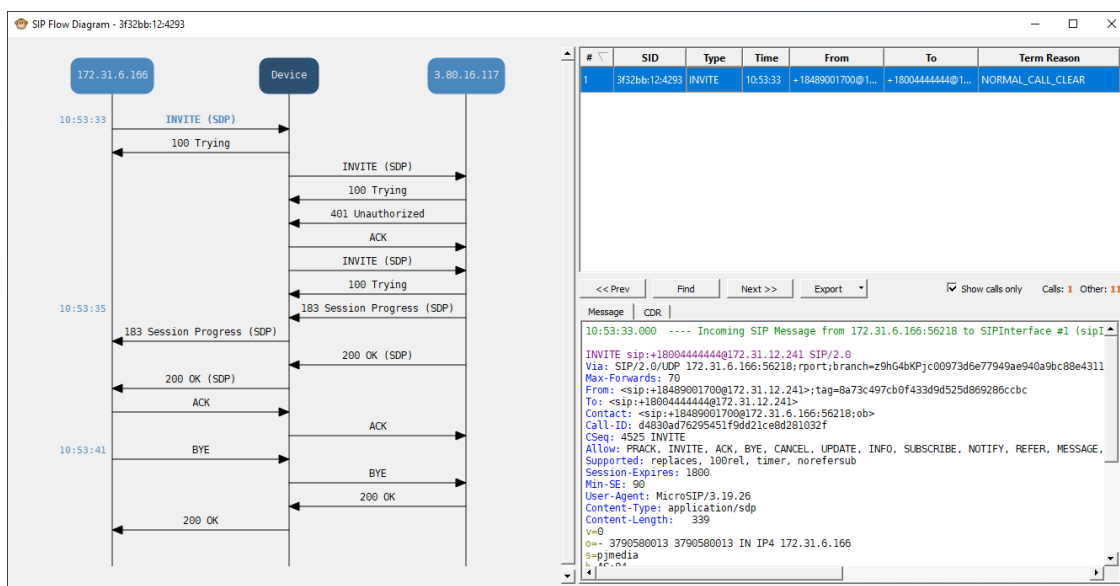 SIP Flow Diagram - 3f32bb:12:4293
172.31.6.166
Device
3.80.16.117
10:53:33
INVITE (SDP)
100 Trying
INVITE (SDP)
100 Trying
401 Unauthorized
ACK
INVITE (SDP)
100 Trying
10:53:35
183 Session Progress (SDP)
183 Session Progress (SDP)
200 OK (SDP)
200 OK (SDP)
ACK
ACK
10:53:41
BYE
BYE
200 OK
200 OK
# SID Type Time From To Term Reason
1 3f32bb:12:4293 INVITE 10:53:33 +18489001700@1... +18004444444@1... NORMAL_CALL_CLEAR
<< Prev Find Next >> Export Show calls only Calls: 1 Other: 11
Message CDR
10:53:33.000 ---- Incoming SIP Message from 172.31.6.166:56218 to SIPInterface #1 (sipI
INVITE sip:+18004444444@172.31.12.241 SIP/2.0
Via: SIP/2.0/UDP 172.31.6.166:56218;rport;branch=z9hG4bKPjc00973d6e77949ae940a9bc88e4311
Max-Forwards: 70
From: <sip:+18489001700@172.31.12.241>;tag=8a73c497cb0f433d9d525d869286ccbc
To: <sip:+18004444444@172.31.12.241>
Contact: <sip:+18489001700@172.31.6.166:56218;ob>
Call-ID: d4830ad76295451f9dd21ce8d281032f
CSeq: 4525 INVITE
Allow: PRACK, INVITE, ACK, BYE, CANCEL, UPDATE, INFO, SUBSCRIBE, NOTIFY, REFER, MESSAGE,
Supported: replaces, 100rel, timer, norefersub
Session-Expires: 1800
Min-SE: 90
User-Agent: MicroSIP/3.19.26
Content-Type: application/sdp
Content-Length: 339
v=0
o=- 3790580013 3790580013 IN IP4 172.31.6.166
s=pjmedia
b=AS:84